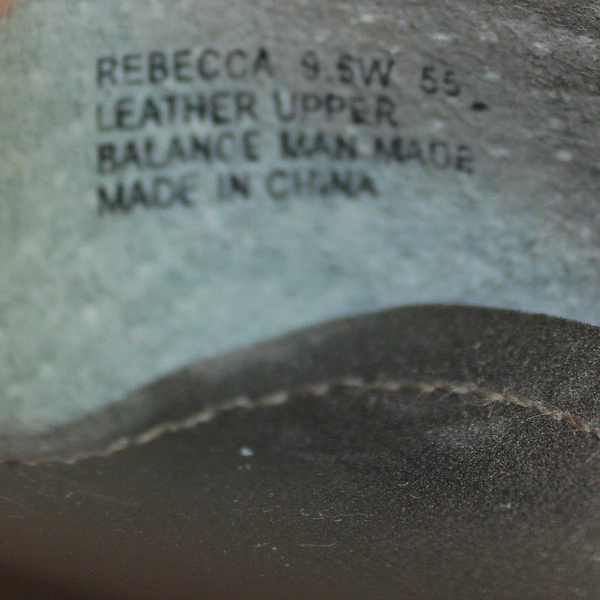 REBECCA 9.5W 55
LEATHER UPPER
BALANCE MAN MADE
MADE IN CHINA